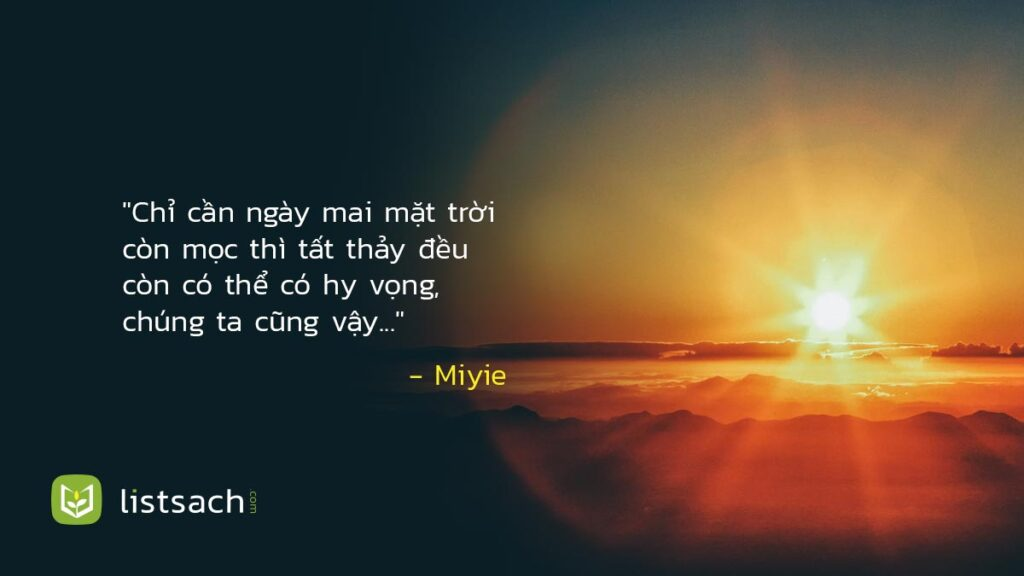 "Chỉ cần ngày mai mặt trời
còn mọc thì tất thảy đều
còn có thể có hy vọng,
chúng ta cũng vậy..."
- Miyie
listsach.com